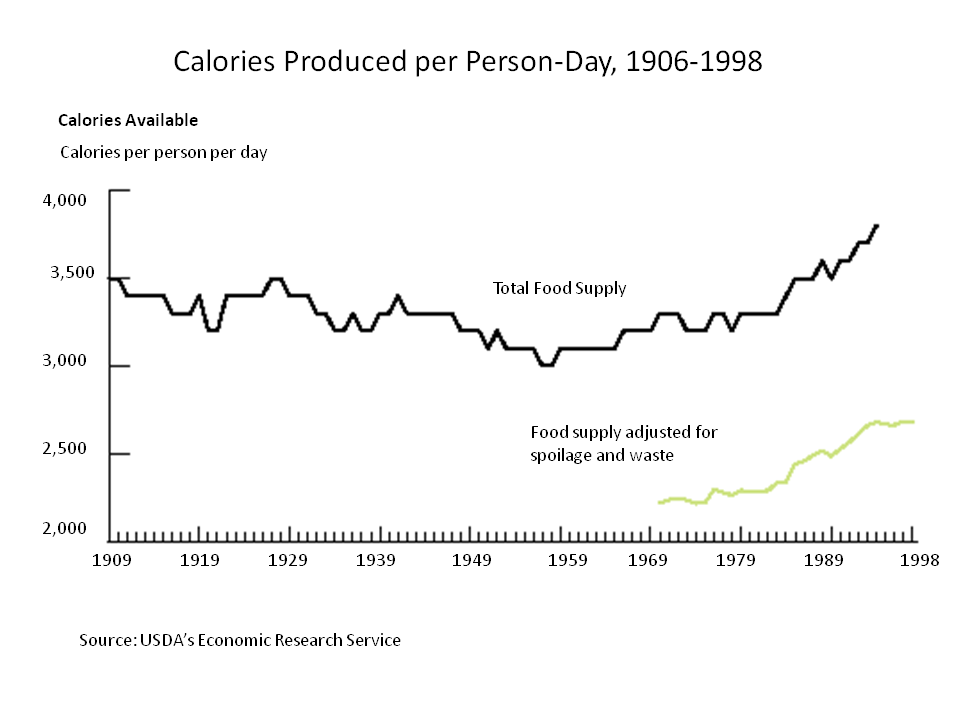 Calories Produced per Person-Day, 1906-1998
Calories Available
Calories per person per day
4,000
3,500
Total Food Supply
3,000
Food supply adjusted for
spoilage and waste
2,500
2,000
1909 1919 1929 1939 1949 1959 1969 1979 1989 1998
Source: USDA’s Economic Research Service